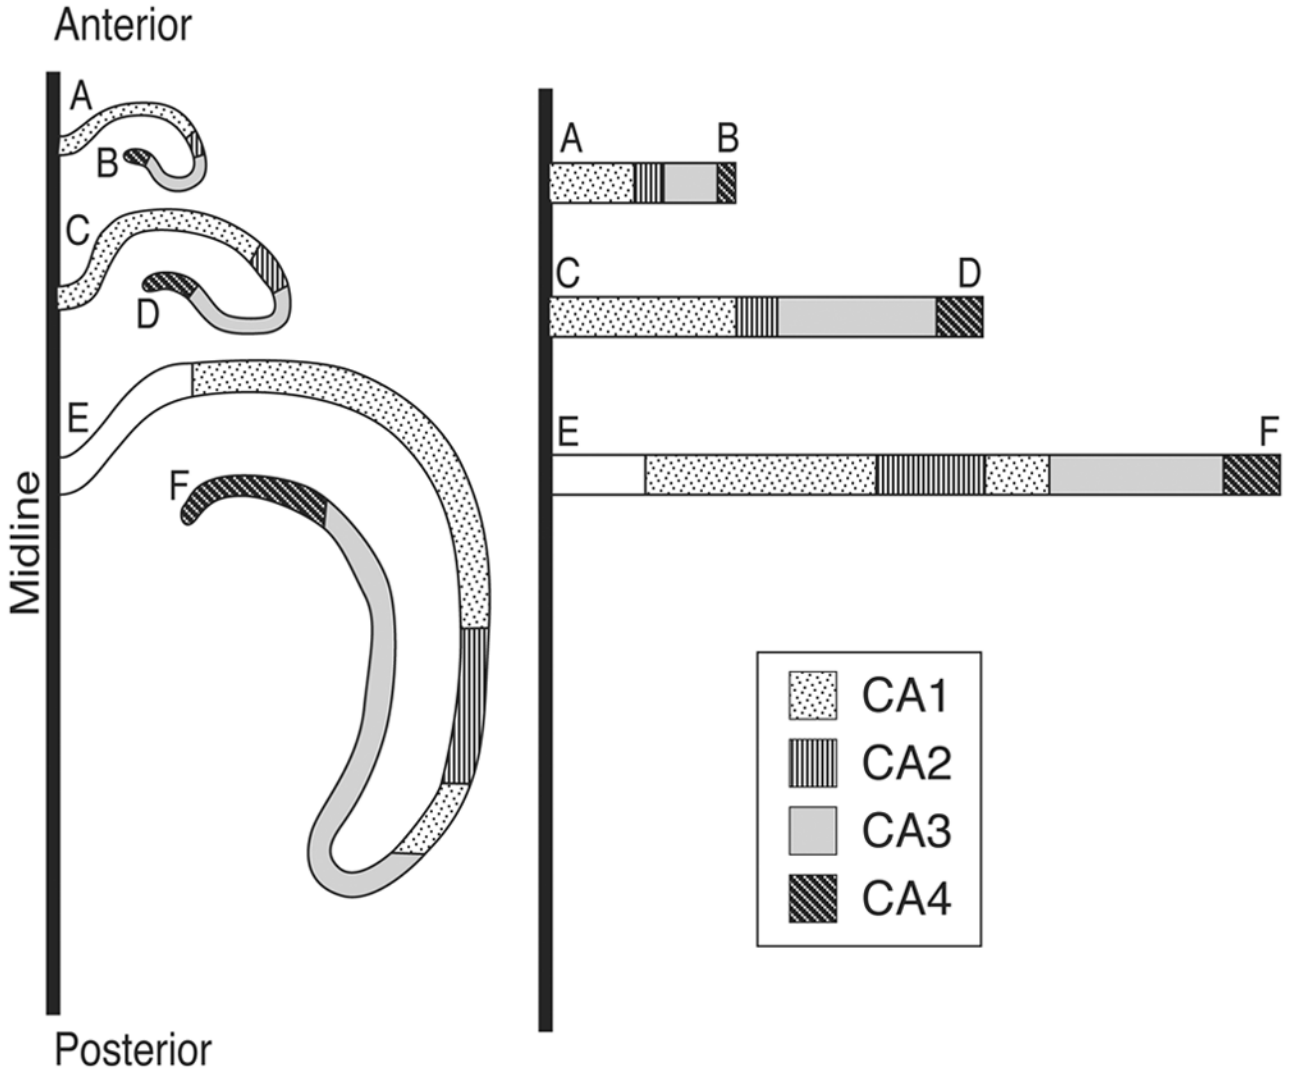 Anterior
A
B
C
D
E
F
Midline
Posterior
A B
C D
E F
CA1
CA2
CA3
CA4